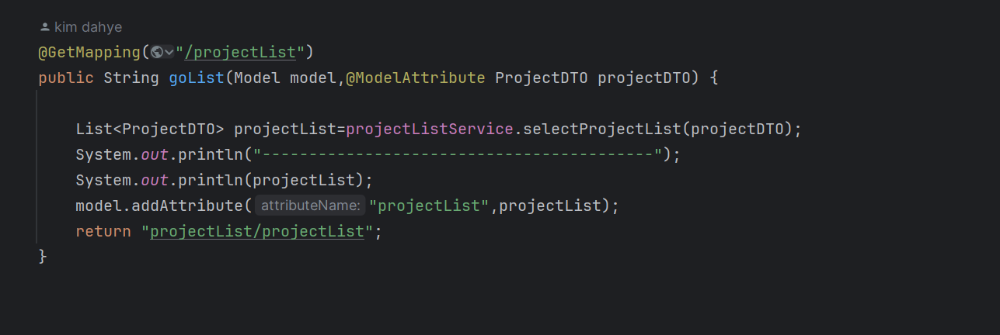 kim dahye
@GetMapping("/projectList")
public String goList(Model model,@ModelAttribute ProjectDTO projectDTO) {
List<ProjectDTO> projectList=projectListService.selectProjectList(projectDTO);
System.out.println("------------------------------------------");
System.out.println(projectList);
model.addAttribute( attributeName: "projectList",projectList);
return "projectList/projectList";
}